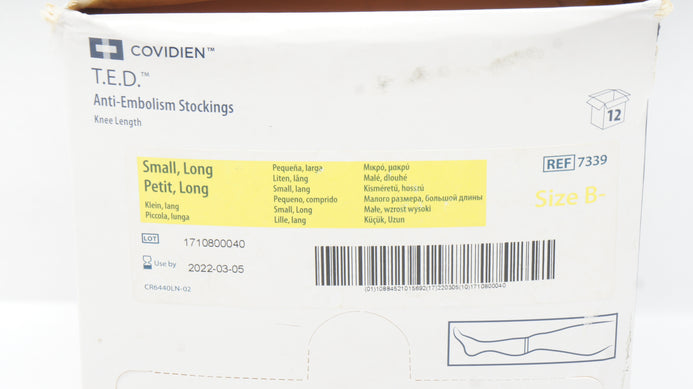 COVIDIEN™
T.E.D.™
Anti-Embolism Stockings
Knee Length
12
Small, Long
Petit, Long
Klein, lang
Piccola, lunga
Pequeña, larga
Liten, lång
Small, lang
Pequeno, comprido
Small, Long
Lille, lang
Μικρό, μακρύ
Malé, dlouhé
Kisméretű, hosszú
Малого размера, большой длины
Małe, wzrost wysoki
Küçük, Uzun
REF 7339
Size B-
LOT 1710800040
Use by 2022-03-05
CR6440LN-02
(01)10884521015692(17)220305(10)1710800040